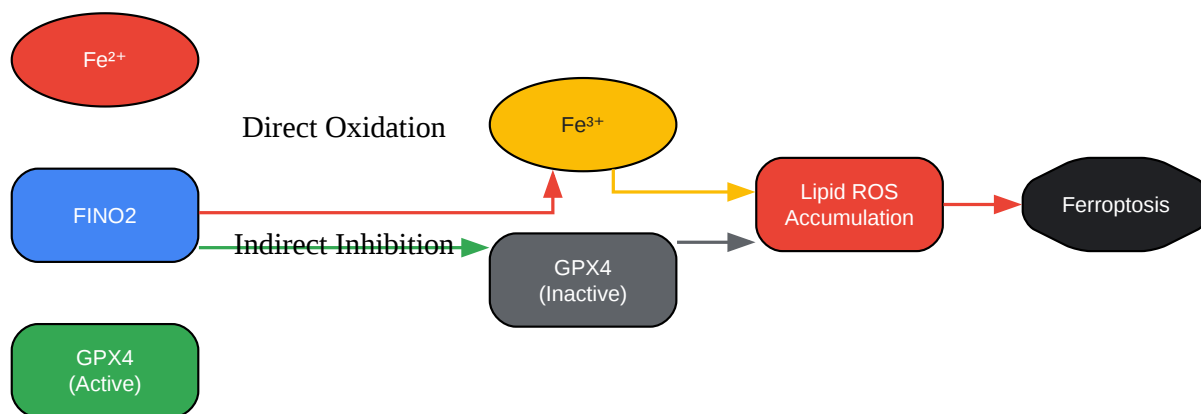 Fe²⁺
Direct Oxidation
Fe³⁺
FINO2
Indirect Inhibition
Lipid ROS
Accumulation
Ferroptosis
GPX4
(Inactive)
GPX4
(Active)